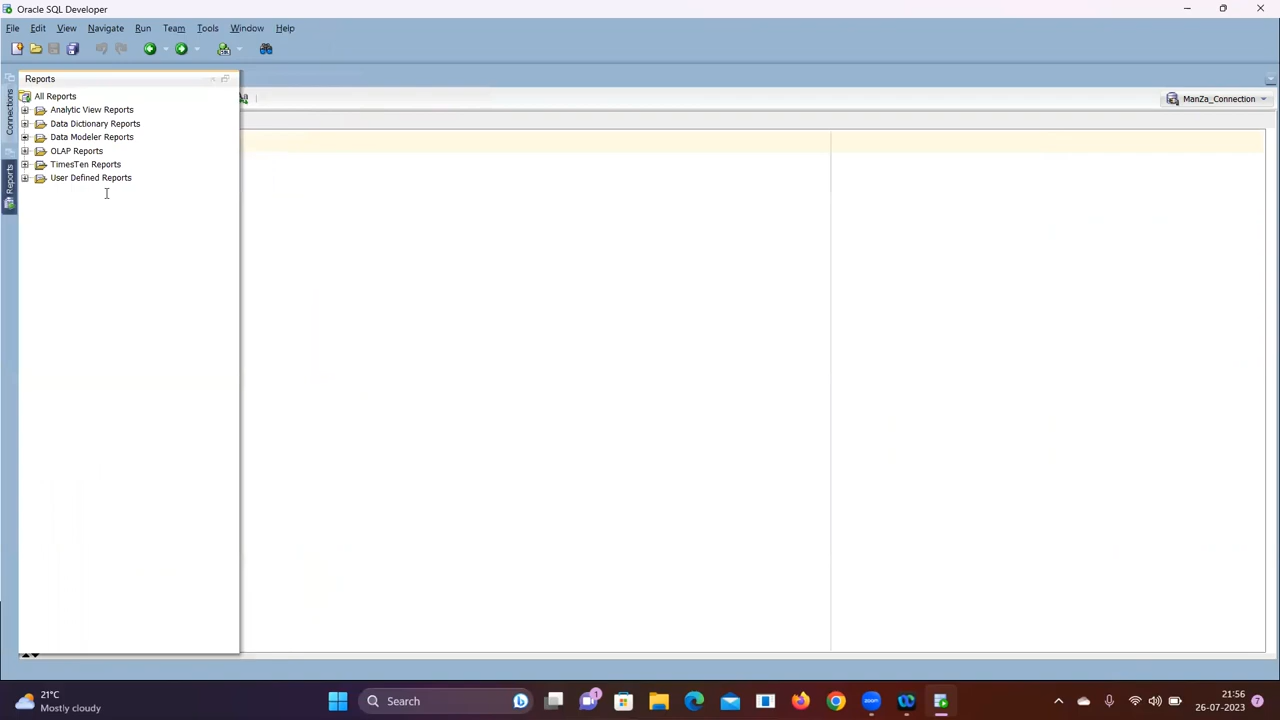 Oracle SQL Developer
File Edit View Navigate Run Team Tools Window Help
Reports
Connections
Reports
All Reports
Analytic View Reports
Data Dictionary Reports
Data Modeler Reports
OLAP Reports
TimesTen Reports
User Defined Reports
ManZa_Connection
21°C
Mostly cloudy
Search
1
zoom
21:56
26-07-2023